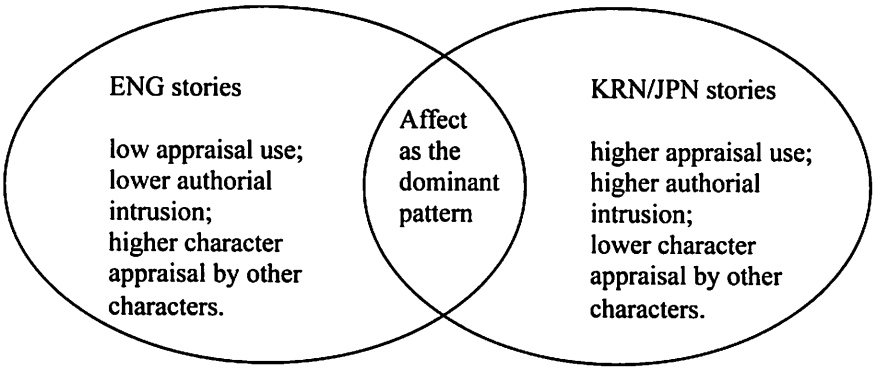 ENG stories
low appraisal use;
lower authorial
intrusion;
higher character
appraisal by other
characters.
Affect
as the
dominant
pattern
KRN/JPN stories
higher appraisal use;
higher authorial
intrusion;
lower character
appraisal by other
characters.